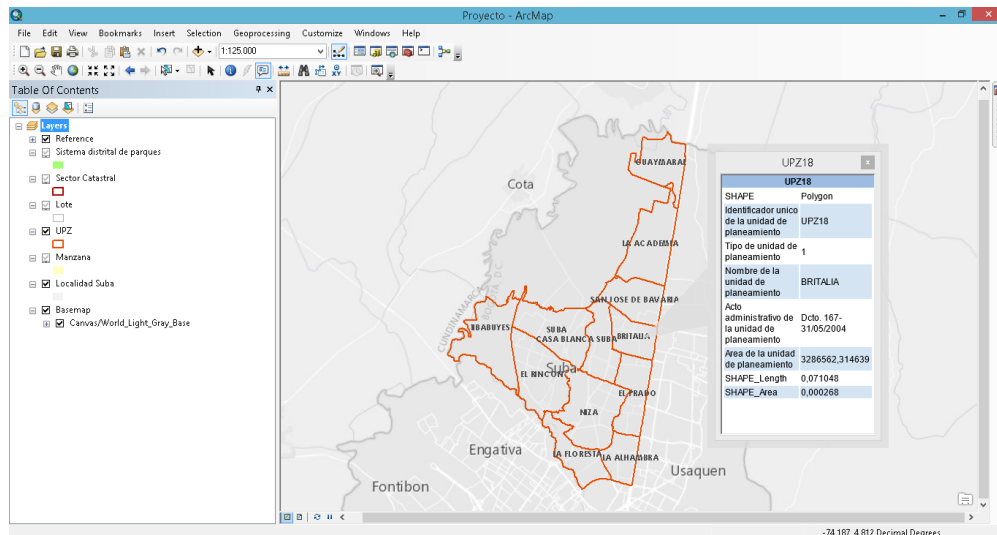 Proyecto - ArcMap
File Edit View Bookmarks Insert Selection Geoprocessing Customize Windows Help
1:125.000
Table Of Contents
Layers
Reference
Sistema distrital de parques
Sector Catastral
Lote
UPZ
Manzana
Localidad Suba
Basemap
Canvas/World_Light_Gray_Base
GUAYMARAL
Cota
LA ACADEMIA
CUNDINAMARCA
BOGOTA, D.C
SAN JOSE DE BAVARIA
TIBABUYES
SUBA
CASA BLANCA SUBA
BRITALIA
Suba
EL RINCON
EL PRADO
NIZA
Engativa
LA FLORESTA
LA ALHAMBRA
Usaquen
Fontibon
UPZ18
UPZ18
SHAPE Polygon
Identificador unico
de la unidad de UPZ18
planeamiento
Tipo de unidad de 1
planeamiento
Nombre de la
unidad de BRITALIA
planeamiento
Acto
administrativo de Dcto. 167-
la unidad de 31/05/2004
planeamiento
Area de la unidad 3286562,314639
de planeamiento
SHAPE_Length 0,071048
SHAPE_Area 0,000268
-74,187 4,812 Decimal Degrees